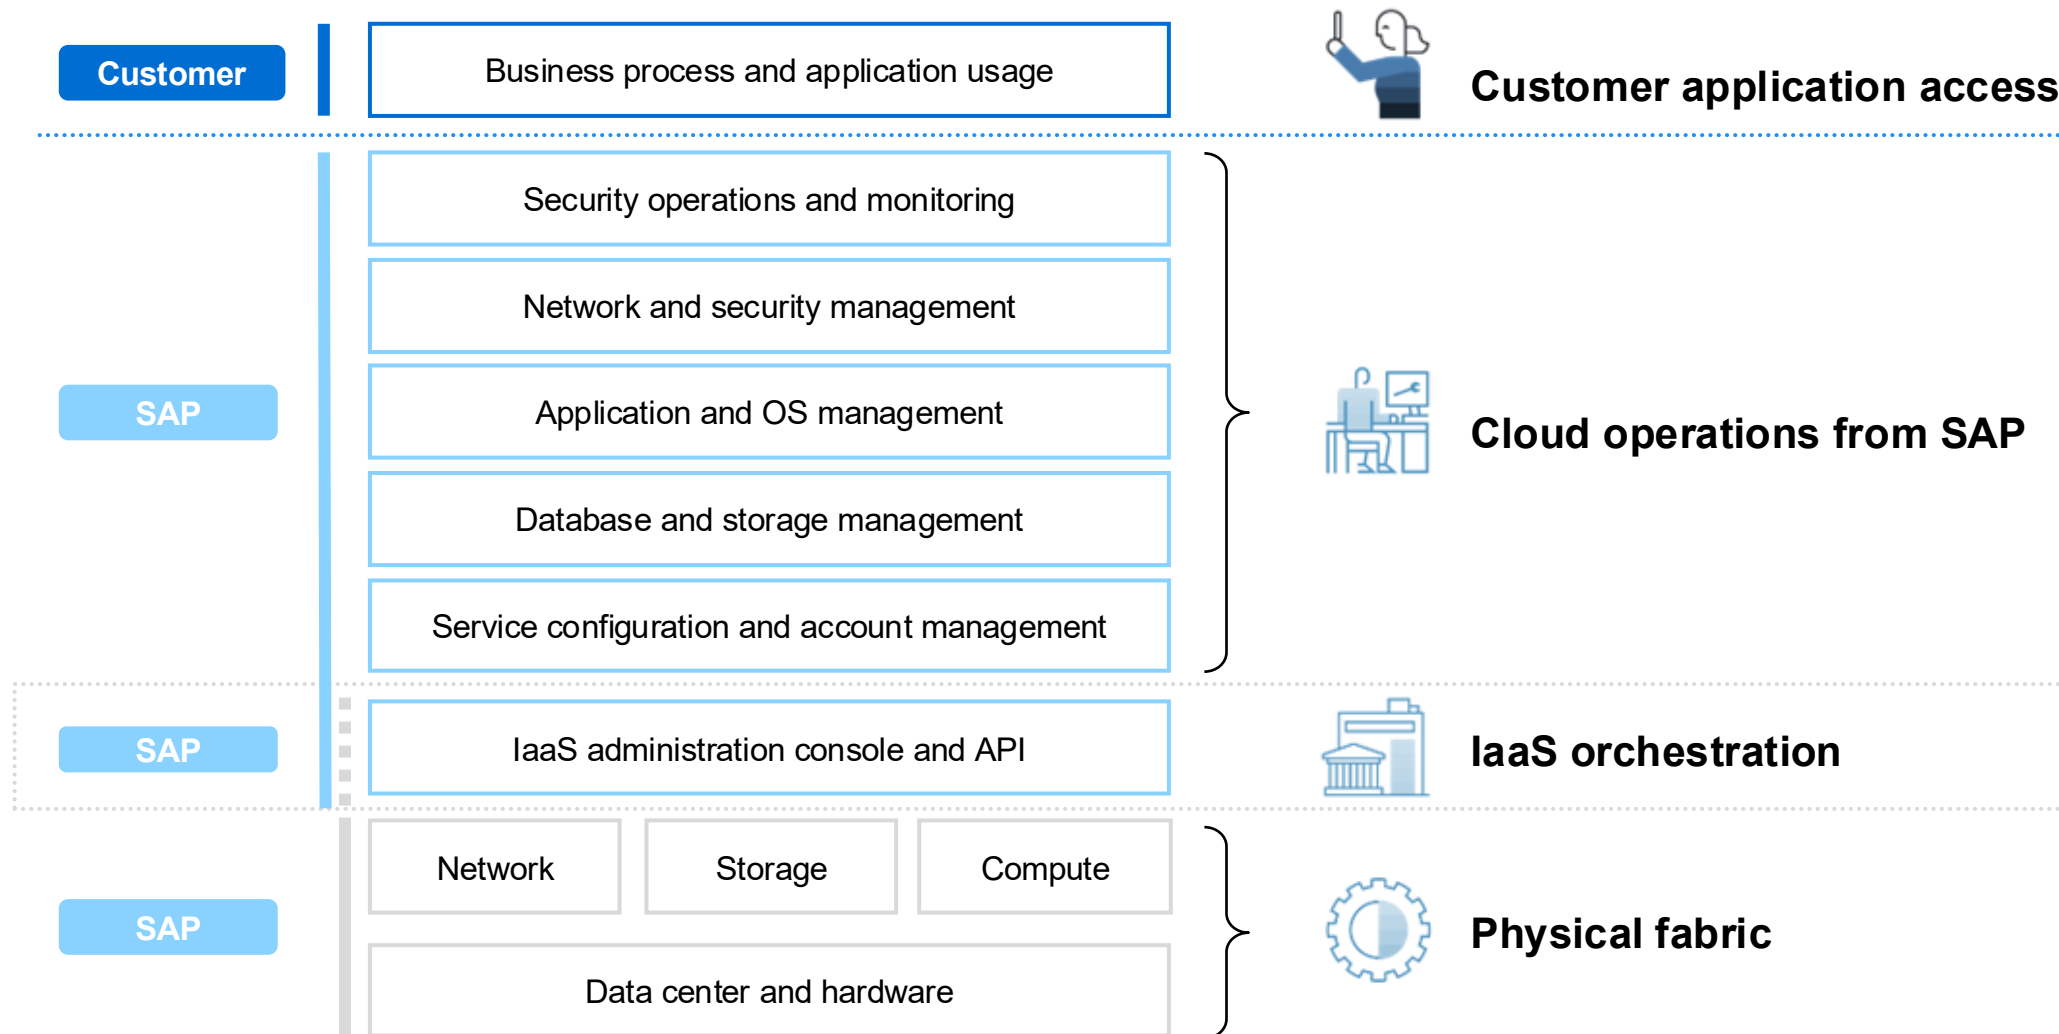 Customer
Business process and application usage
Customer application access
Security operations and monitoring
Network and security management
SAP
Application and OS management
Cloud operations from SAP
Database and storage management
Service configuration and account management
SAP
IaaS administration console and API
IaaS orchestration
Network
Storage
Compute
SAP
Physical fabric
Data center and hardware